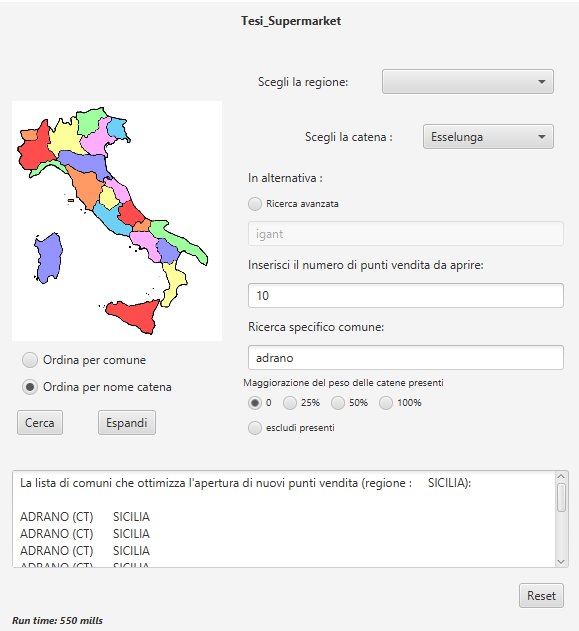 Tesi_Supermarket
Scegli la regione:
Scegli la catena : Esselunga
In alternativa :
Ricerca avanzata
igant
Inserisci il numero di punti vendita da aprire:
10
Ricerca specifico comune:
adrano
Maggiorazione del peso delle catene presenti
0 25% 50% 100%
escludi presenti
Ordina per comune
Ordina per nome catena
Cerca Espandi
La lista di comuni che ottimizza l'apertura di nuovi punti vendita (regione : SICILIA):
ADRANO (CT) SICILIA
ADRANO (CT) SICILIA
ADRANO (CT) SICILIA
ADRANO (CT) SICILIA
Reset
Run time: 550 mills